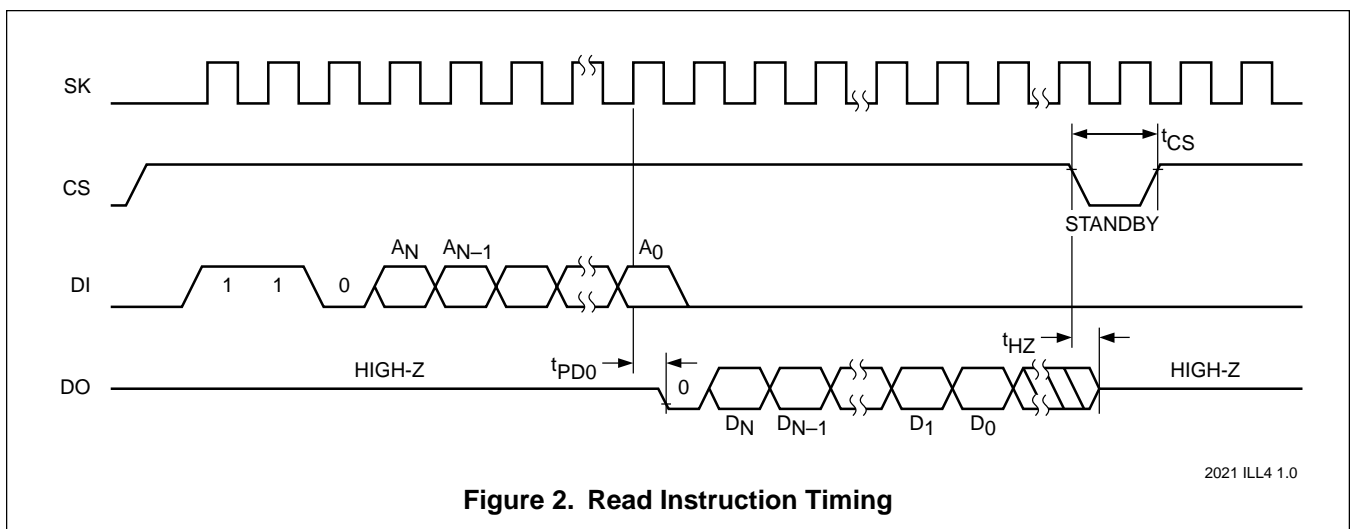 SK
CS
tCS
STANDBY
DI
1 1 0 AN AN–1 A0
DO
HIGH-Z
tPD0
0
DN DN–1 D1 D0
tHZ
HIGH-Z
2021 ILL4 1.0
Figure 2. Read Instruction Timing